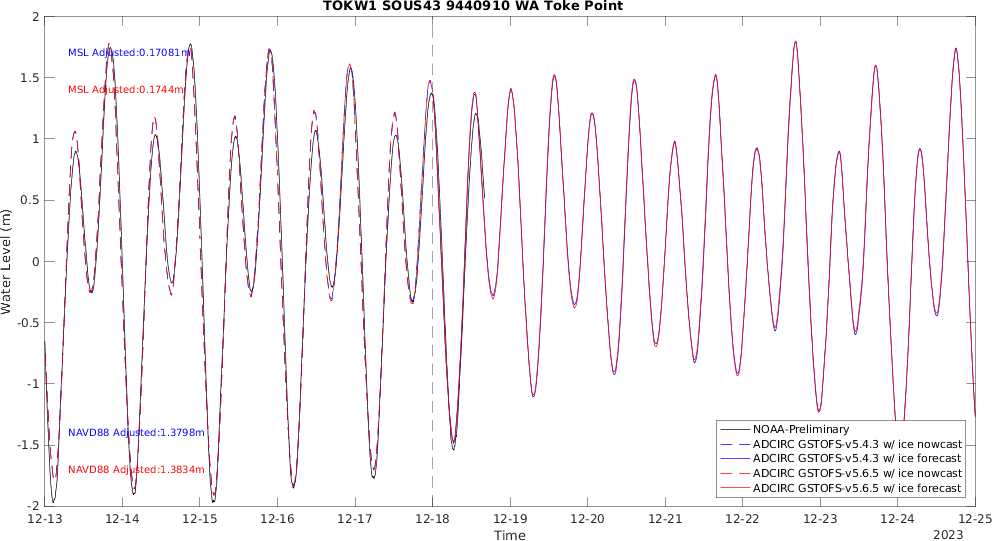 TOKW1 SOUS43 9440910 WA Toke Point
MSL Adjusted:0.17081m
MSL Adjusted:0.1744m
NAVD88 Adjusted:1.3798m
NAVD88 Adjusted:1.3834m
Water Level (m)
2
1.5
1
0.5
0
-0.5
-1
-1.5
-2
NOAA-Preliminary
ADCIRC GSTOFS-v5.4.3 w/ ice nowcast
ADCIRC GSTOFS-v5.4.3 w/ ice forecast
ADCIRC GSTOFS-v5.6.5 w/ ice nowcast
ADCIRC GSTOFS-v5.6.5 w/ ice forecast
12-13 12-14 12-15 12-16 12-17 12-18 12-19 12-20 12-21 12-22 12-23 12-24 12-25
Time
2023